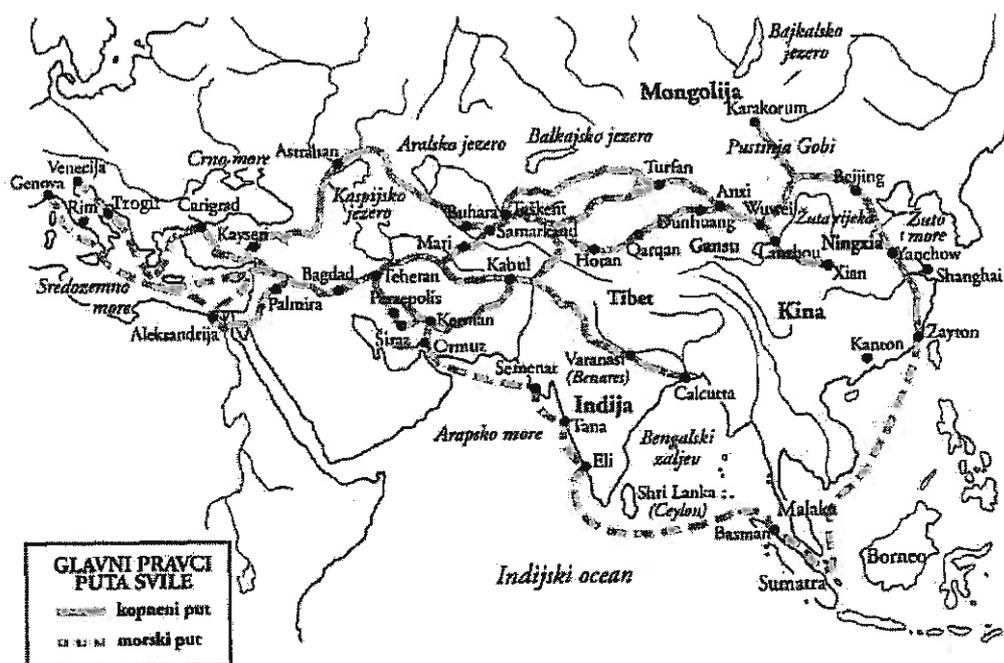 Bajkalsko
jezero
Mongolija
Karakorum
Pustinja Gobi
Aralsko jezero
Balkajsko jezero
Crno more
Astrahan
Kaspijsko
jezero
Venecija
Genova
Rim
Trogir
Carigrad
Kayseri
Turfan
Anxi
Beijing
Buhara
Taškent
Samarkand
Dunhuang
Wuwei
Žuta rijeka
Žuto
more
Mari
Horan
Qarqan
Gansu
Lanzhou
Ningxia
Yanchow
Xian
Shanghai
Bagdad
Teheran
Kabul
Tibet
Kina
Sredozemno
more
Palmira
Perzepolis
Kerman
Aleksandrija
Širaz
Ormuz
Kanton
Zayton
Semenat
Varanasi
(Benares)
Calcutta
Indija
Tana
Arapsko more
Bengalski
zaljev
Eli
Shri Lanka
(Ceylon)
Malaka
Basman
Borneo
Sumatra
Indijski ocean
GLAVNI PRAVCI
PUTA SVILE
kopneni put
morski put